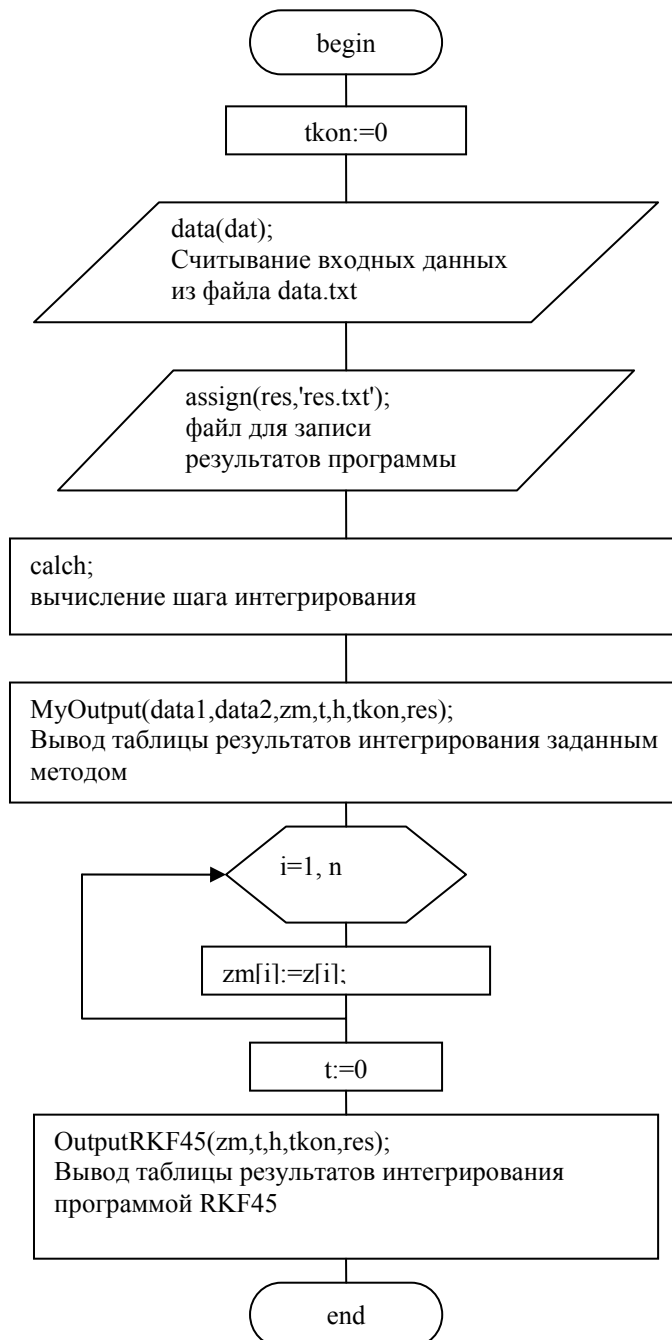 begin
tkon:=0
data(dat);
Считывание входных данных
из файла data.txt
assign(res,'res.txt');
файл для записи
результатов программы
calch;
вычисление шага интегрирования
MyOutput(data1,data2,zm,t,h,tkon,res);
Вывод таблицы результатов интегрирования заданным
методом
i=1, n
zm[i]:=z[i];
t:=0
OutputRKF45(zm,t,h,tkon,res);
Вывод таблицы результатов интегрирования
программой RKF45
end